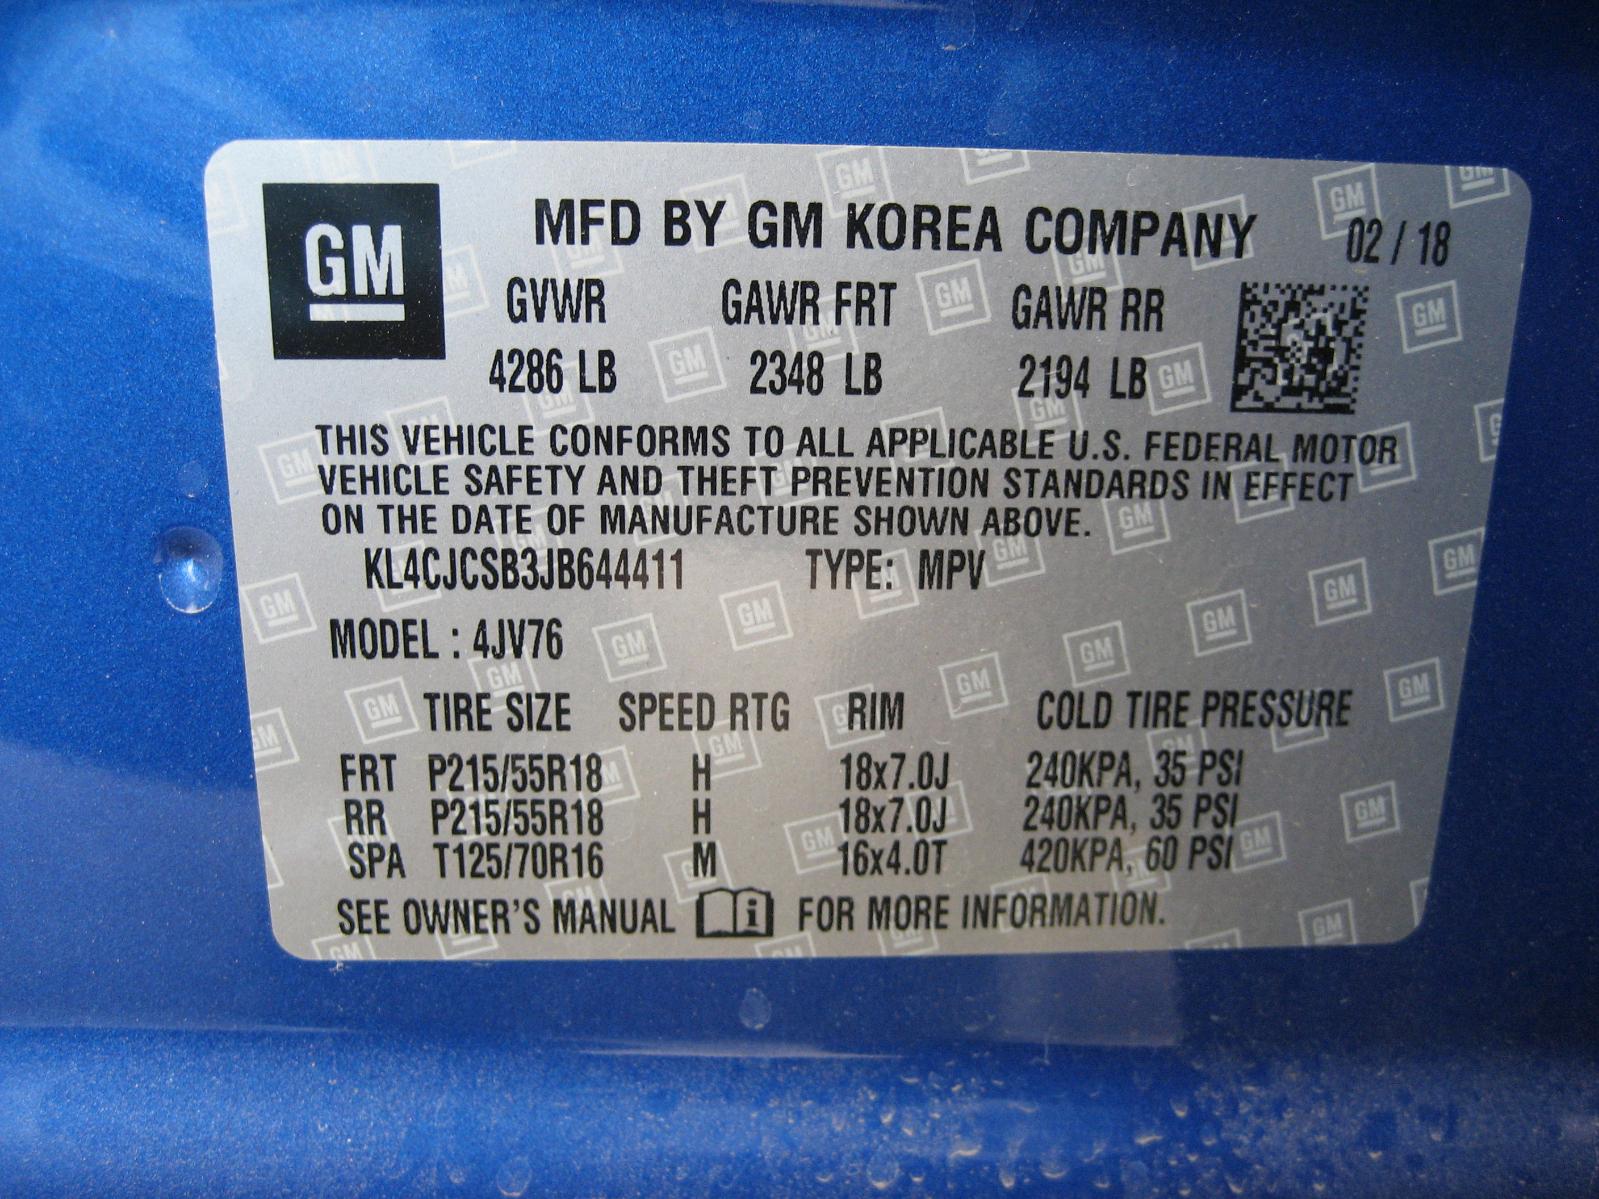 GM
MFD BY GM KOREA COMPANY 02 / 18
GVWR GAWR FRT GAWR RR
4286 LB 2348 LB 2194 LB
THIS VEHICLE CONFORMS TO ALL APPLICABLE U.S. FEDERAL MOTOR
VEHICLE SAFETY AND THEFT PREVENTION STANDARDS IN EFFECT
ON THE DATE OF MANUFACTURE SHOWN ABOVE.
KL4CJCSB3JB644411 TYPE: MPV
MODEL : 4JV76
TIRE SIZE SPEED RTG RIM COLD TIRE PRESSURE
FRT P215/55R18 H 18x7.0J 240KPA, 35 PSI
RR P215/55R18 H 18x7.0J 240KPA, 35 PSI
SPA T125/70R16 M 16x4.0T 420KPA, 60 PSI
SEE OWNER'S MANUAL i FOR MORE INFORMATION.